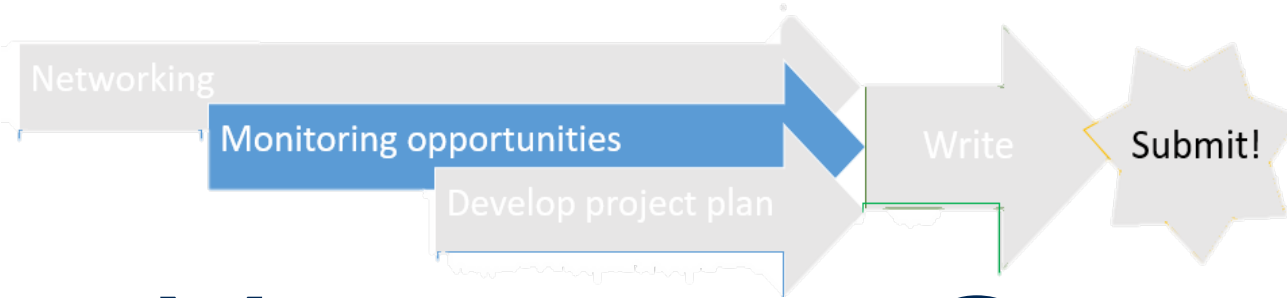 Networking
Monitoring opportunities
Develop project plan
Write
Submit!